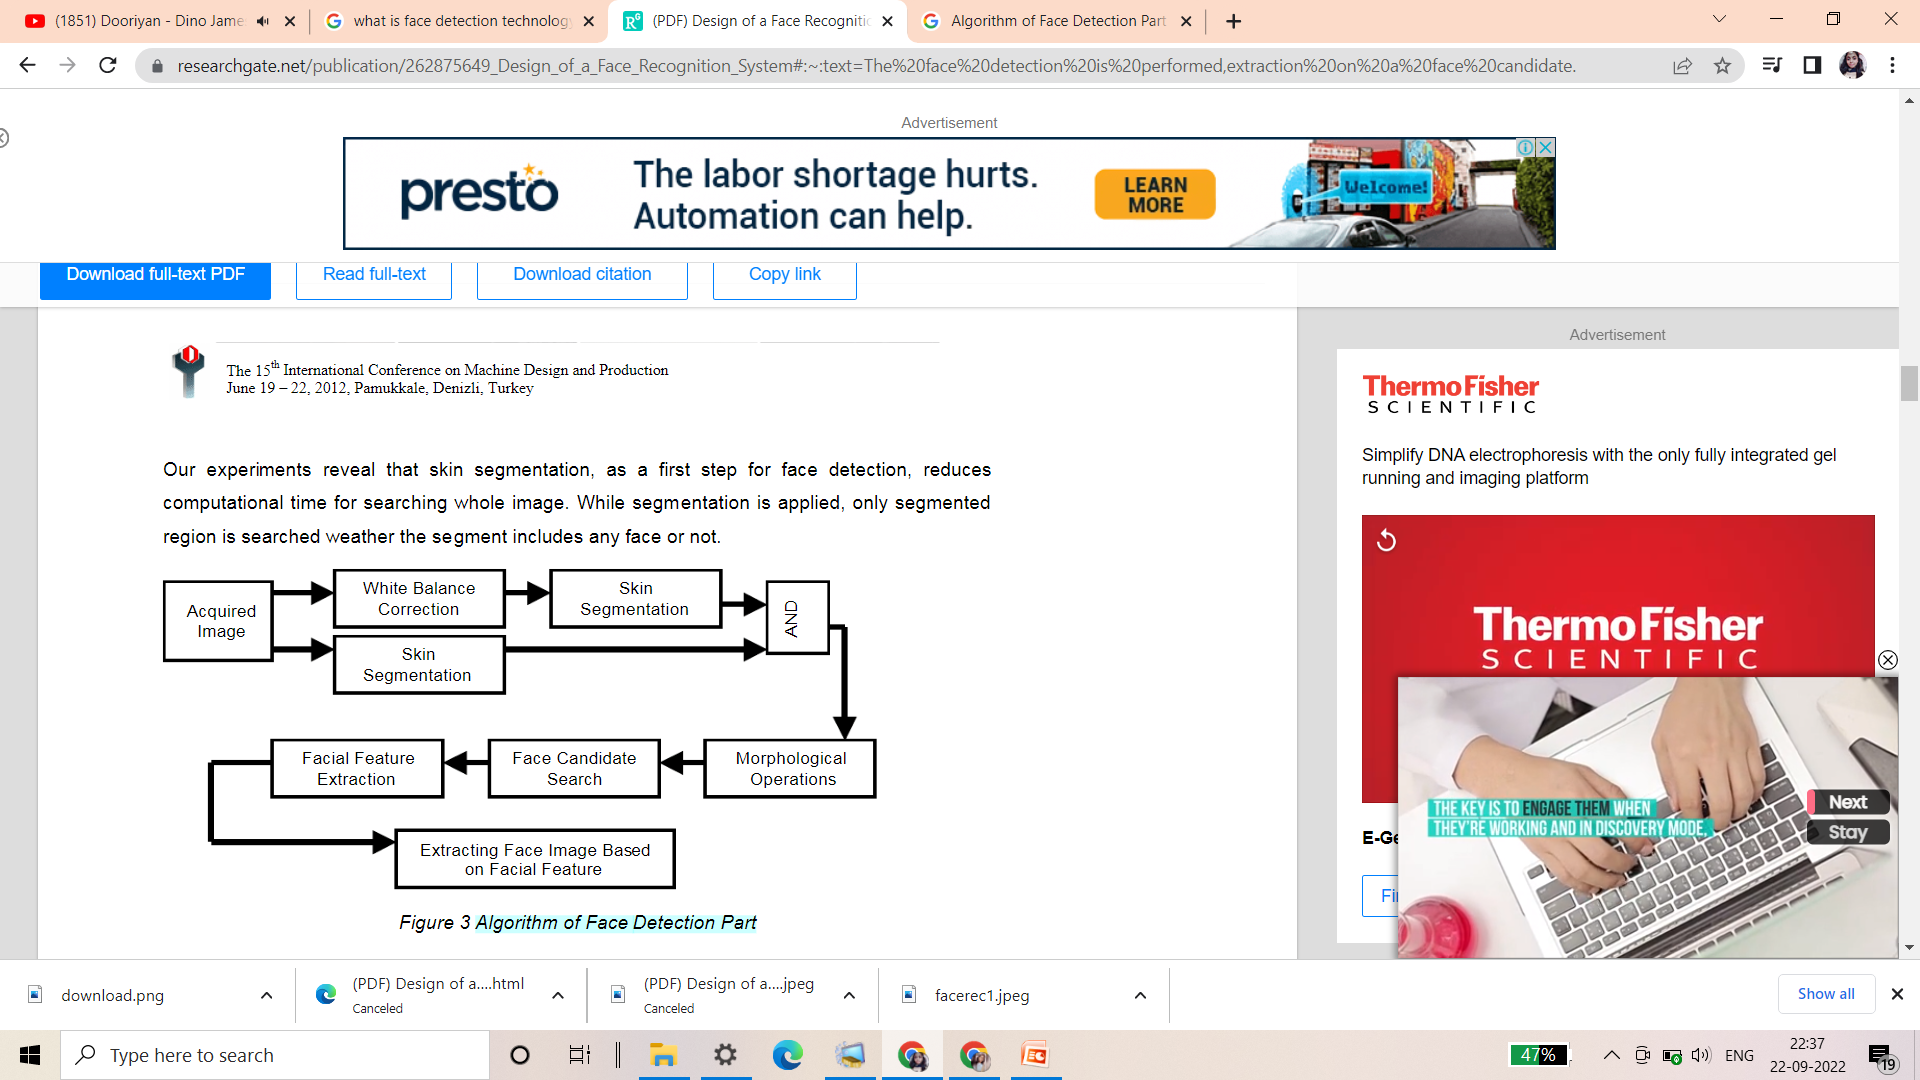 (1851) Dooriyan - Dino Jame
what is face detection technology
(PDF) Design of a Face Recognitio
Algorithm of Face Detection Part
researchgate.net/publication/262875649_Design_of_a_Face_Recognition_System#:~:text=The%20face%20detection%20is%20performed,extraction%20on%20a%20face%20candidate.
Advertisement
presto
The labor shortage hurts.
Automation can help.
LEARN
MORE
Welcome!
Download full-text PDF
Read full-text
Download citation
Copy link
The 15th International Conference on Machine Design and Production
June 19 – 22, 2012, Pamukkale, Denizli, Turkey
Our experiments reveal that skin segmentation, as a first step for face detection, reduces
computational time for searching whole image. While segmentation is applied, only segmented
region is searched weather the segment includes any face or not.
Acquired
Image
White Balance
Correction
Skin
Segmentation
AND
Skin
Segmentation
Facial Feature
Extraction
Face Candidate
Search
Morphological
Operations
Extracting Face Image Based
on Facial Feature
Figure 3 Algorithm of Face Detection Part
Advertisement
ThermoFisher
SCIENTIFIC
Simplify DNA electrophoresis with the only fully integrated gel
running and imaging platform
ThermoFisher
SCIENTIFIC
THE KEY IS TO ENGAGE THEM WHEN
THEY'RE WORKING AND IN DISCOVERY MODE.
Next
Stay
E-Ge
Fi
download.png
(PDF) Design of a....html
Canceled
(PDF) Design of a....jpeg
Canceled
facerec1.jpeg
Show all
Type here to search
47%
ENG
22:37
22-09-2022
19